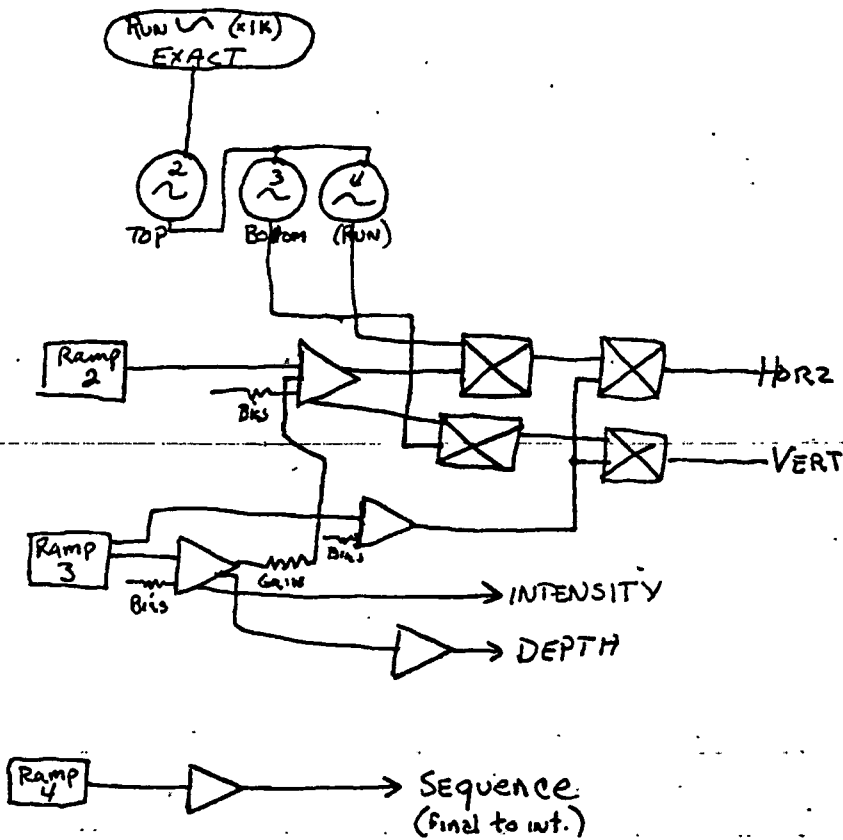 RUN (x1K)
EXACT
2
3
4
TOP
Bottom
(RUN)
Ramp
2
Bias
HORZ
VERT
Ramp
3
Bias
GAIN
Bias
INTENSITY
DEPTH
Ramp
4
Sequence
(final to int.)